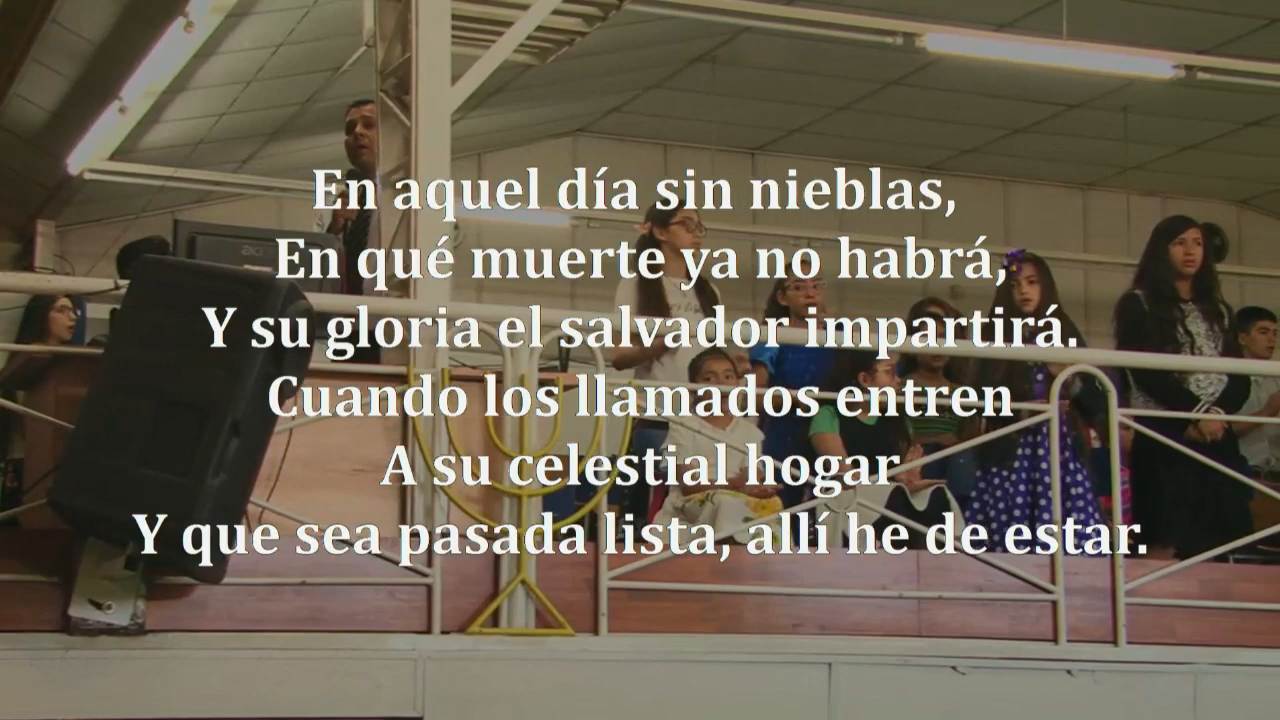 En aquel día sin nieblas,
En qué muerte ya no habrá,
Y su gloria el salvador impartirá.
Cuando los llamados entren
A su celestial hogar
Y que sea pasada lista, allí he de estar.